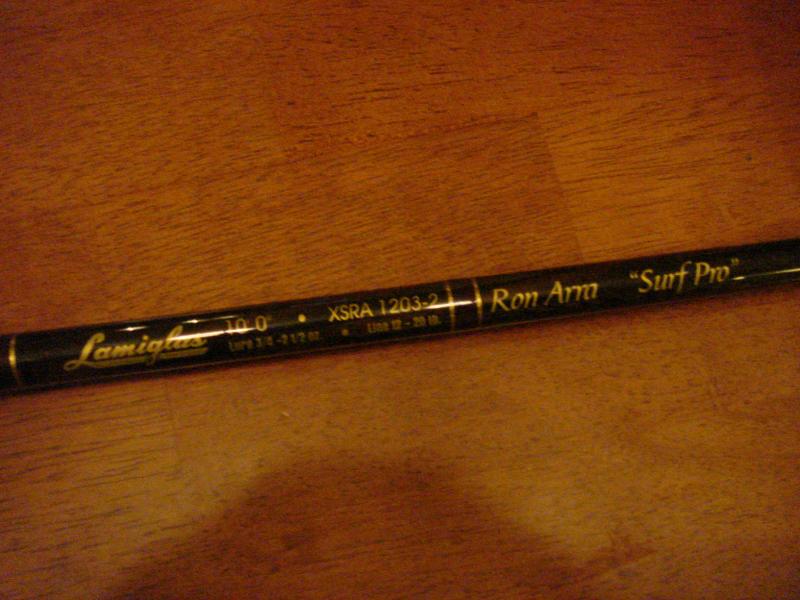 Lamiglas
10' 0" • XSRA 1203-2
Lure 3/4 - 2 1/2 oz. • Line 12 - 20 lb.
Ron Arra "Surf Pro"